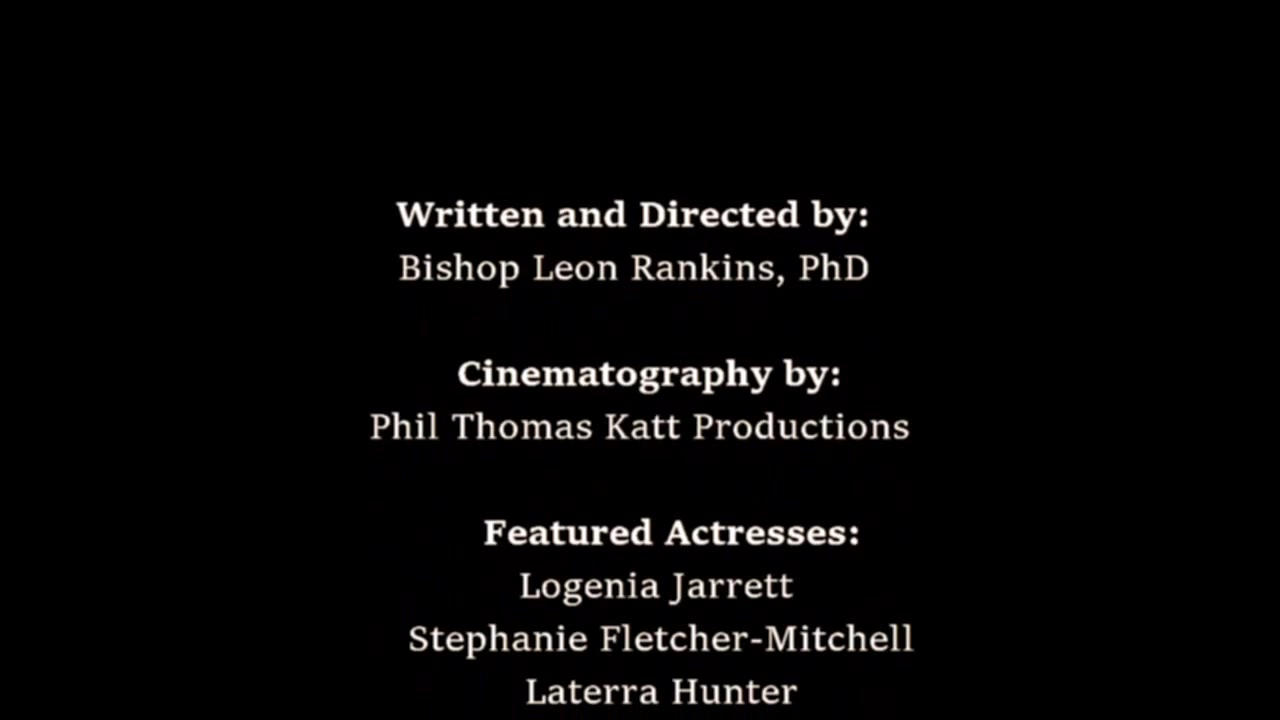 Written and Directed by:
Bishop Leon Rankins, PhD
Cinematography by:
Phil Thomas Katt Productions
Featured Actresses:
Logenia Jarrett
Stephanie Fletcher-Mitchell
Laterra Hunter